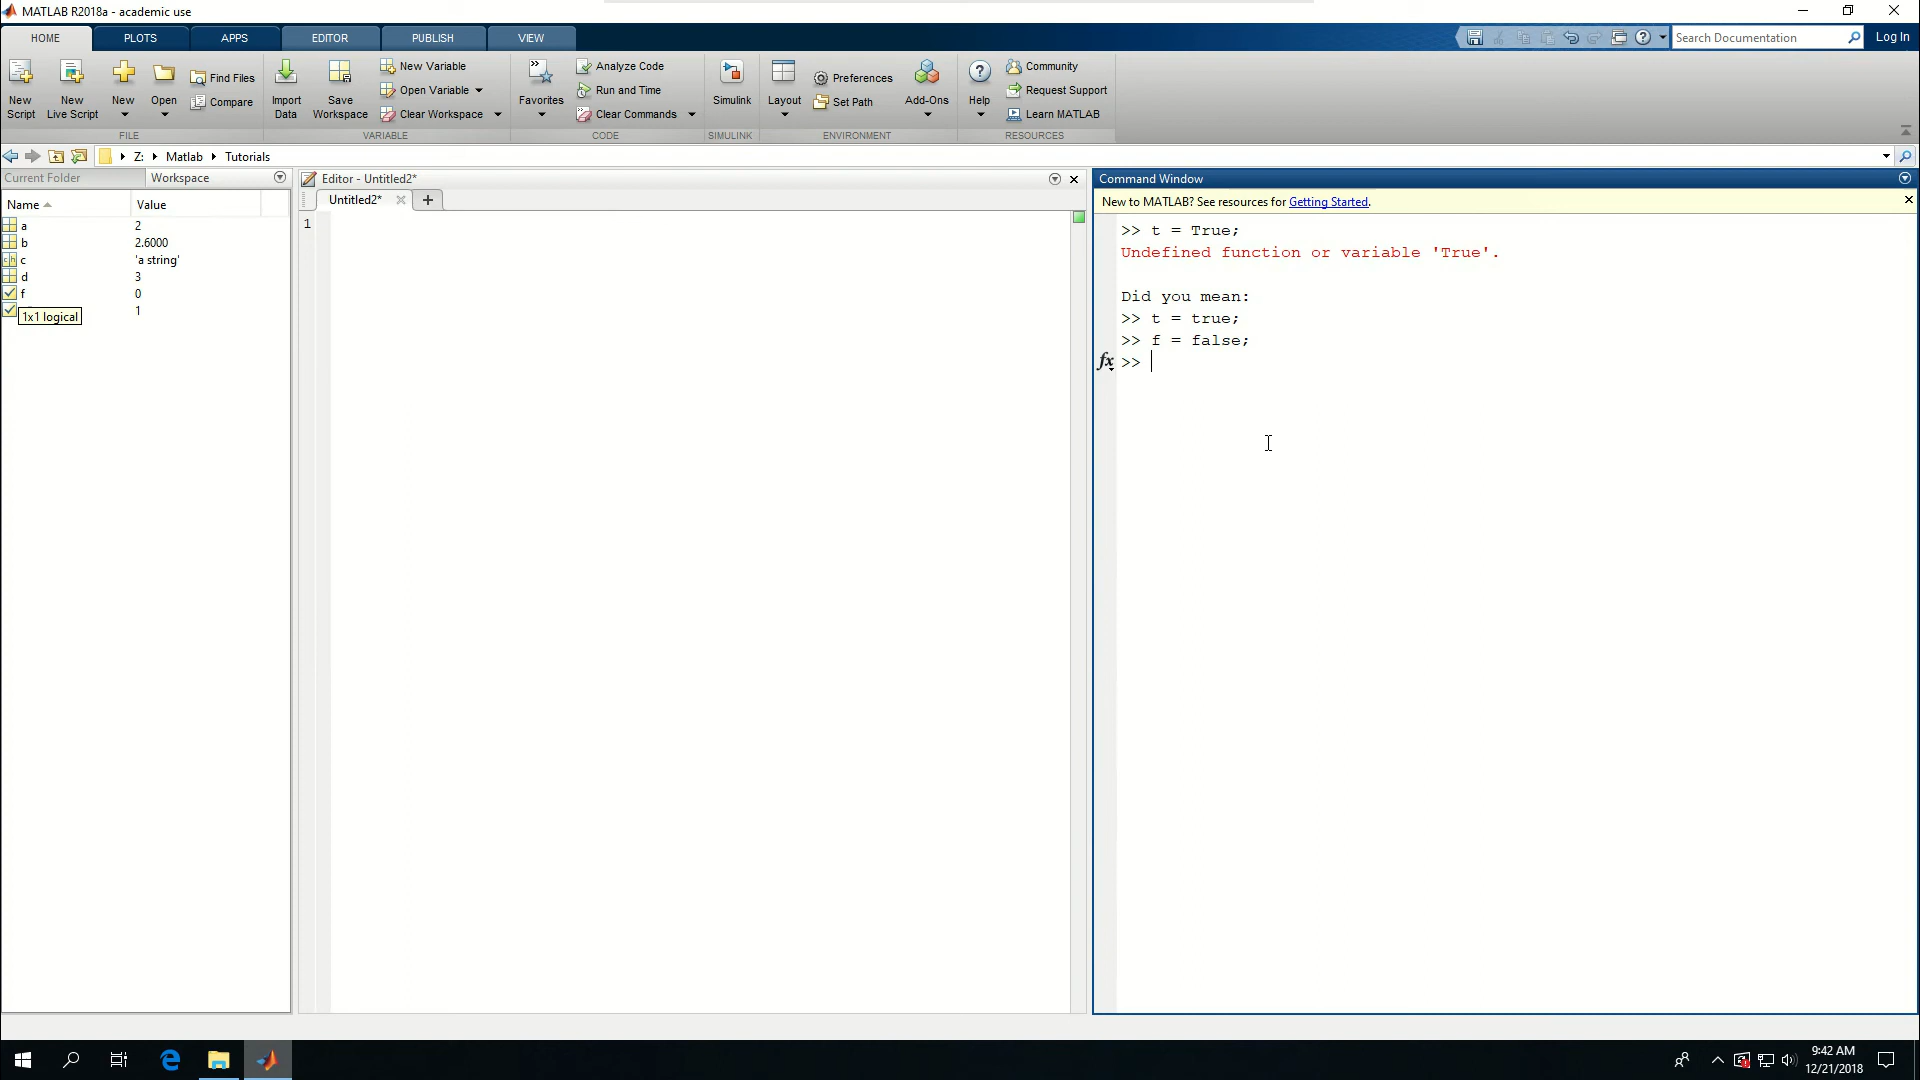 MATLAB R2018a - academic use
HOME PLOTS APPS EDITOR PUBLISH VIEW
Search Documentation
Log In
New Script
New Live Script
New
Open
Find Files
Compare
FILE
Import Data
Save Workspace
New Variable
Open Variable
Clear Workspace
VARIABLE
Favorites
Analyze Code
Run and Time
Clear Commands
CODE
Simulink
SIMULINK
Layout
Preferences
Set Path
Add-Ons
ENVIRONMENT
Help
Community
Request Support
Learn MATLAB
RESOURCES
Z: Matlab Tutorials
Current Folder Workspace
Name Value
a 2
b 2.6000
c 'a string'
d 3
f 0
1x1 logical 1
Editor - Untitled2*
Untitled2*
1
Command Window
New to MATLAB? See resources for Getting Started.
>> t = True;
Undefined function or variable 'True'.
Did you mean:
>> t = true;
>> f = false;
fx >>
9:42 AM
12/21/2018